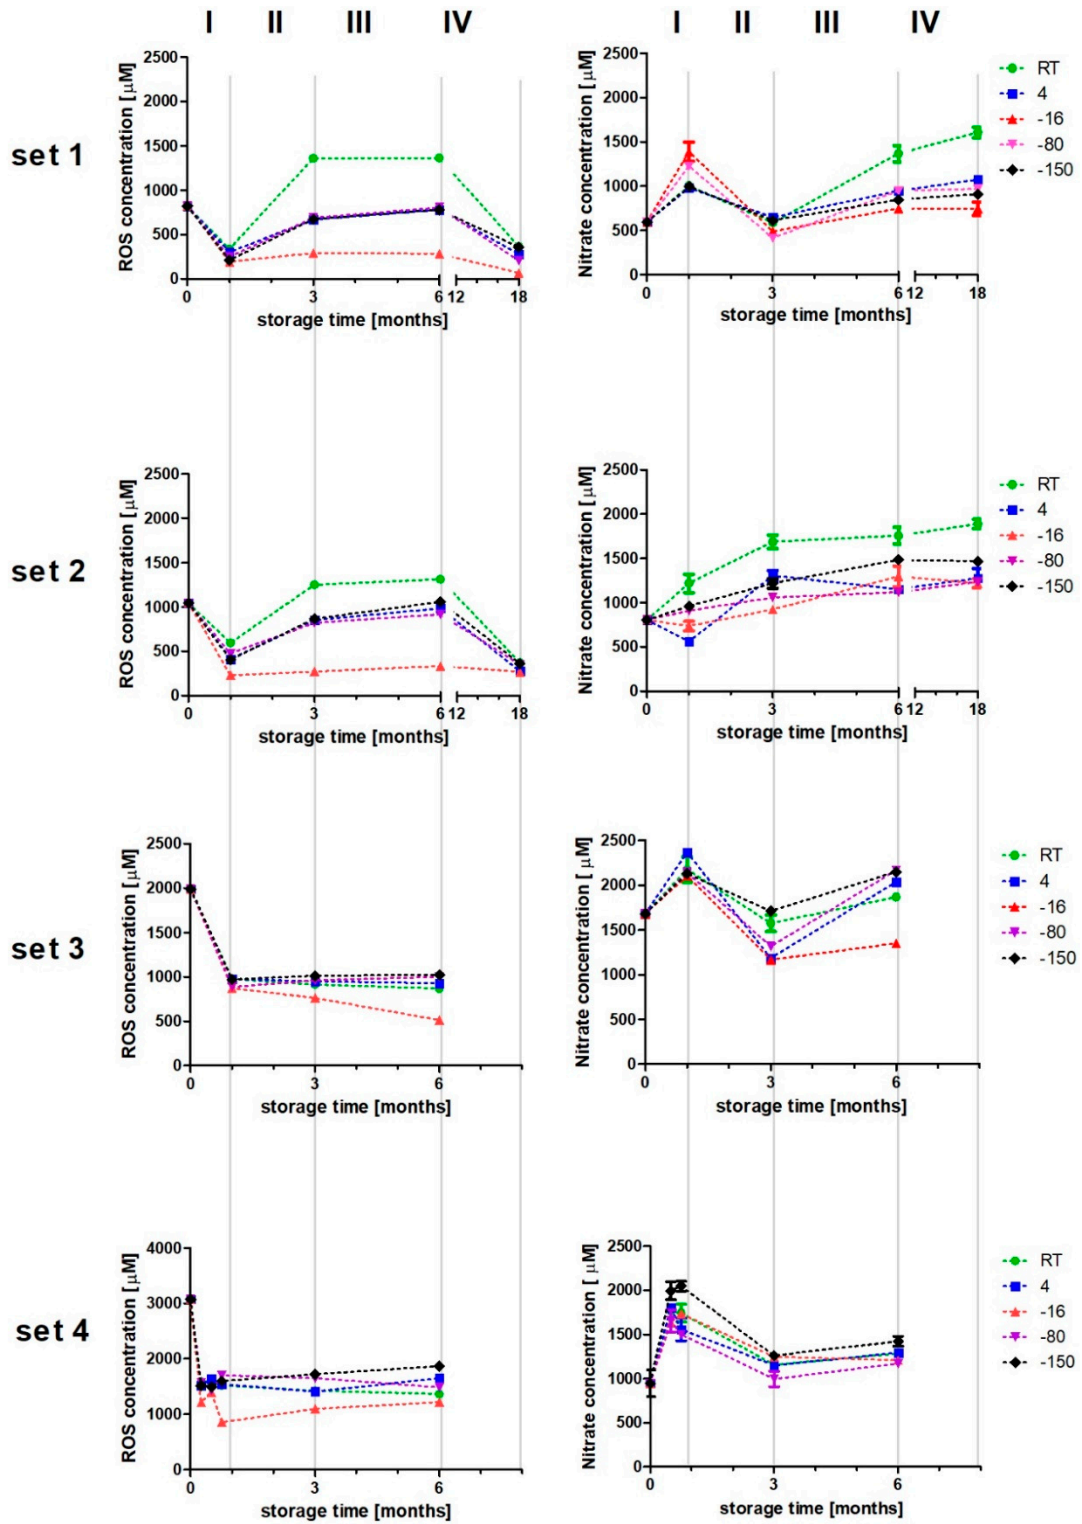 I II III IV I II III IV
set 1
ROS concentration [μM]
2500
2000
1500
1000
500
0
0 3 6 12 18
storage time [months]
Nitrate concentration [μM]
2500
2000
1500
1000
500
0
0 3 6 12 18
storage time [months]
RT
4
-16
-80
-150
set 2
ROS concentration [μM]
2500
2000
1500
1000
500
0
0 3 6 12 18
storage time [months]
Nitrate concentration [μM]
2500
2000
1500
1000
500
0
0 3 6 12 18
storage time [months]
RT
4
-16
-80
-150
set 3
ROS concentration [μM]
2500
2000
1500
1000
500
0
0 3 6
storage time [months]
Nitrate concentration [ μM]
2500
2000
1500
1000
500
0
0 3 6
storage time [months]
RT
4
-16
-80
-150
set 4
ROS concentration [μM]
4000
3000
2000
1000
0
0 3 6
storage time [months]
Nitrate concentration [ μM]
2500
2000
1500
1000
500
0
0 3 6
storage time [months]
RT
4
-16
-80
-150